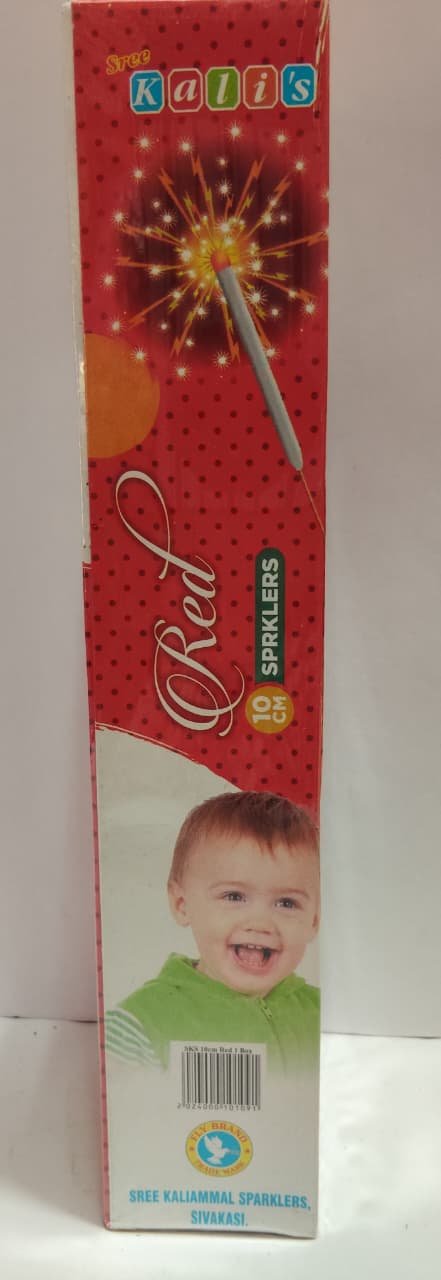 Sree
Kali's
Red
10
CM
SPRKLERS
SKS 10cm Red 1 Box
FLY BRAND
TRADE MARK
SREE KALIAMMAL SPARKLERS,
SIVAKASI.